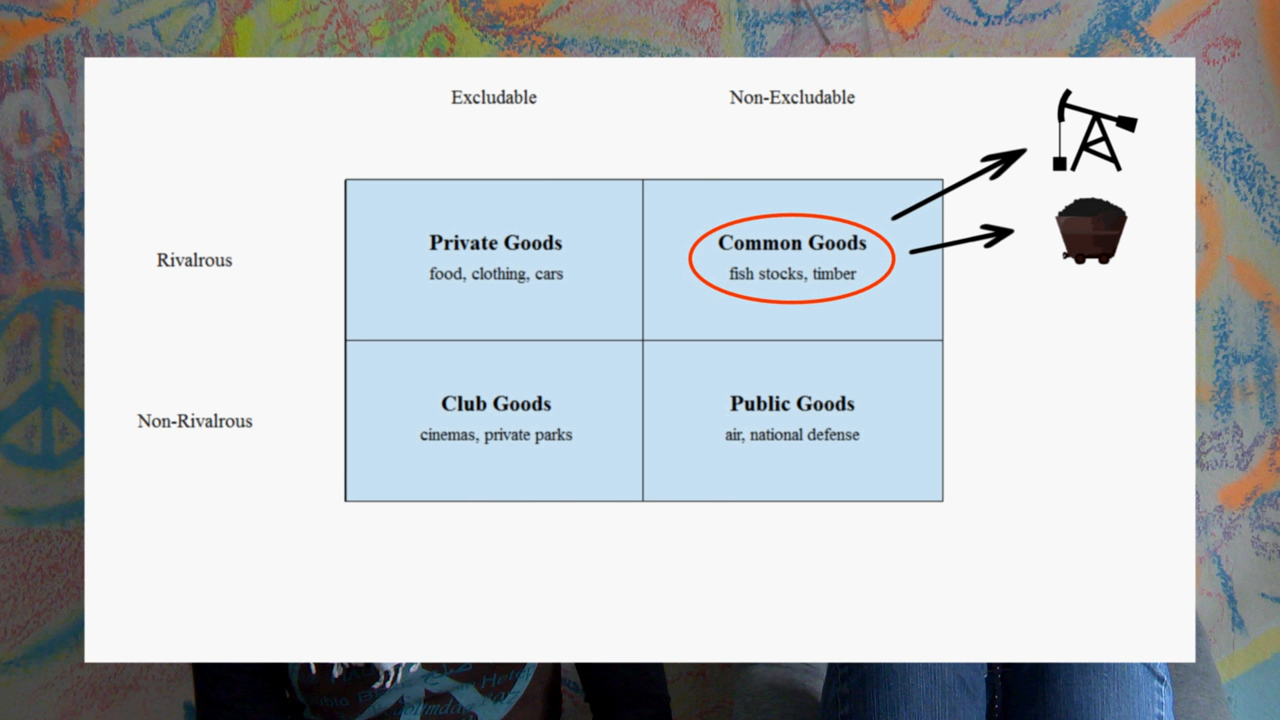 Excludable
Non-Excludable
Rivalrous
Private Goods
food, clothing, cars
Common Goods
fish stocks, timber
Non-Rivalrous
Club Goods
cinemas, private parks
Public Goods
air, national defense